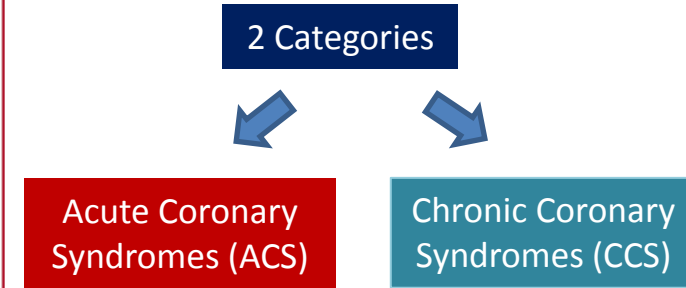 2 Categories
Acute Coronary
Syndromes (ACS)
Chronic Coronary
Syndromes (CCS)